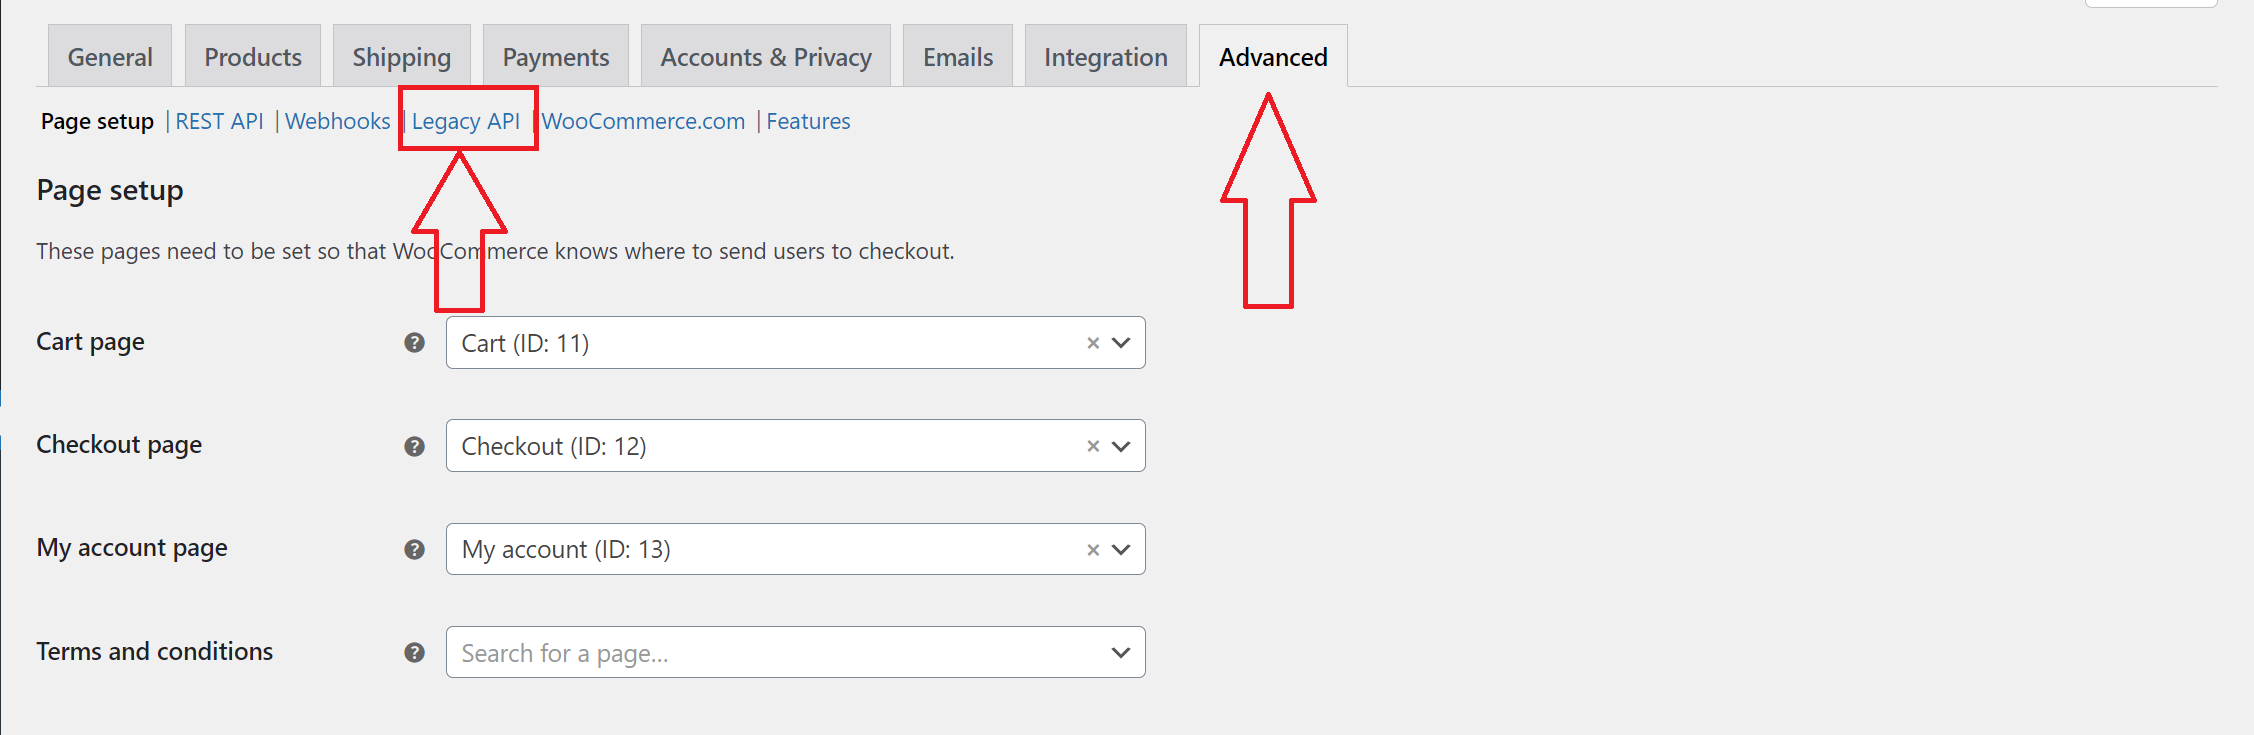 General Products Shipping Payments Accounts & Privacy Emails Integration Advanced
Page setup | REST API | Webhooks | Legacy API | WooCommerce.com | Features
Page setup
These pages need to be set so that WooCommerce knows where to send users to checkout.
Cart page ? Cart (ID: 11) ×
Checkout page ? Checkout (ID: 12) ×
My account page ? My account (ID: 13) ×
Terms and conditions ? Search for a page...